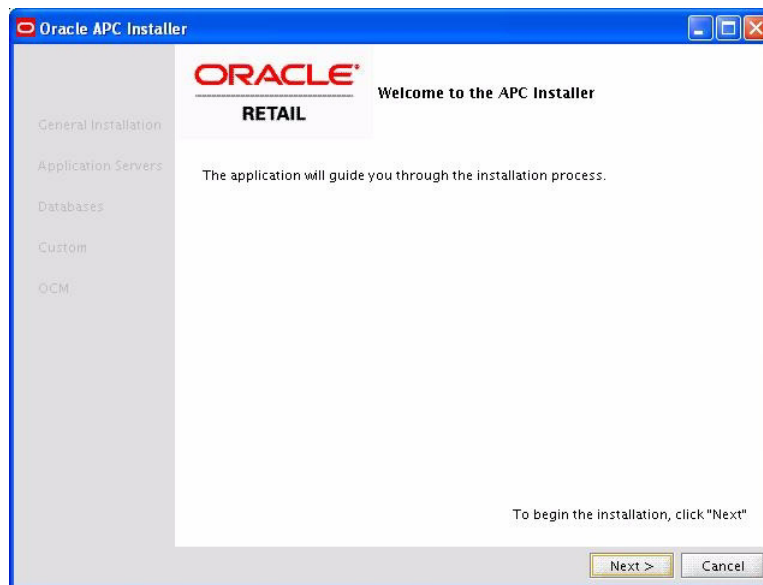 Oracle APC Installer
ORACLE
RETAIL
Welcome to the APC Installer
General Installation
Application Servers
Databases
Custom
OCM
The application will guide you through the installation process.
To begin the installation, click "Next"
Next >
Cancel